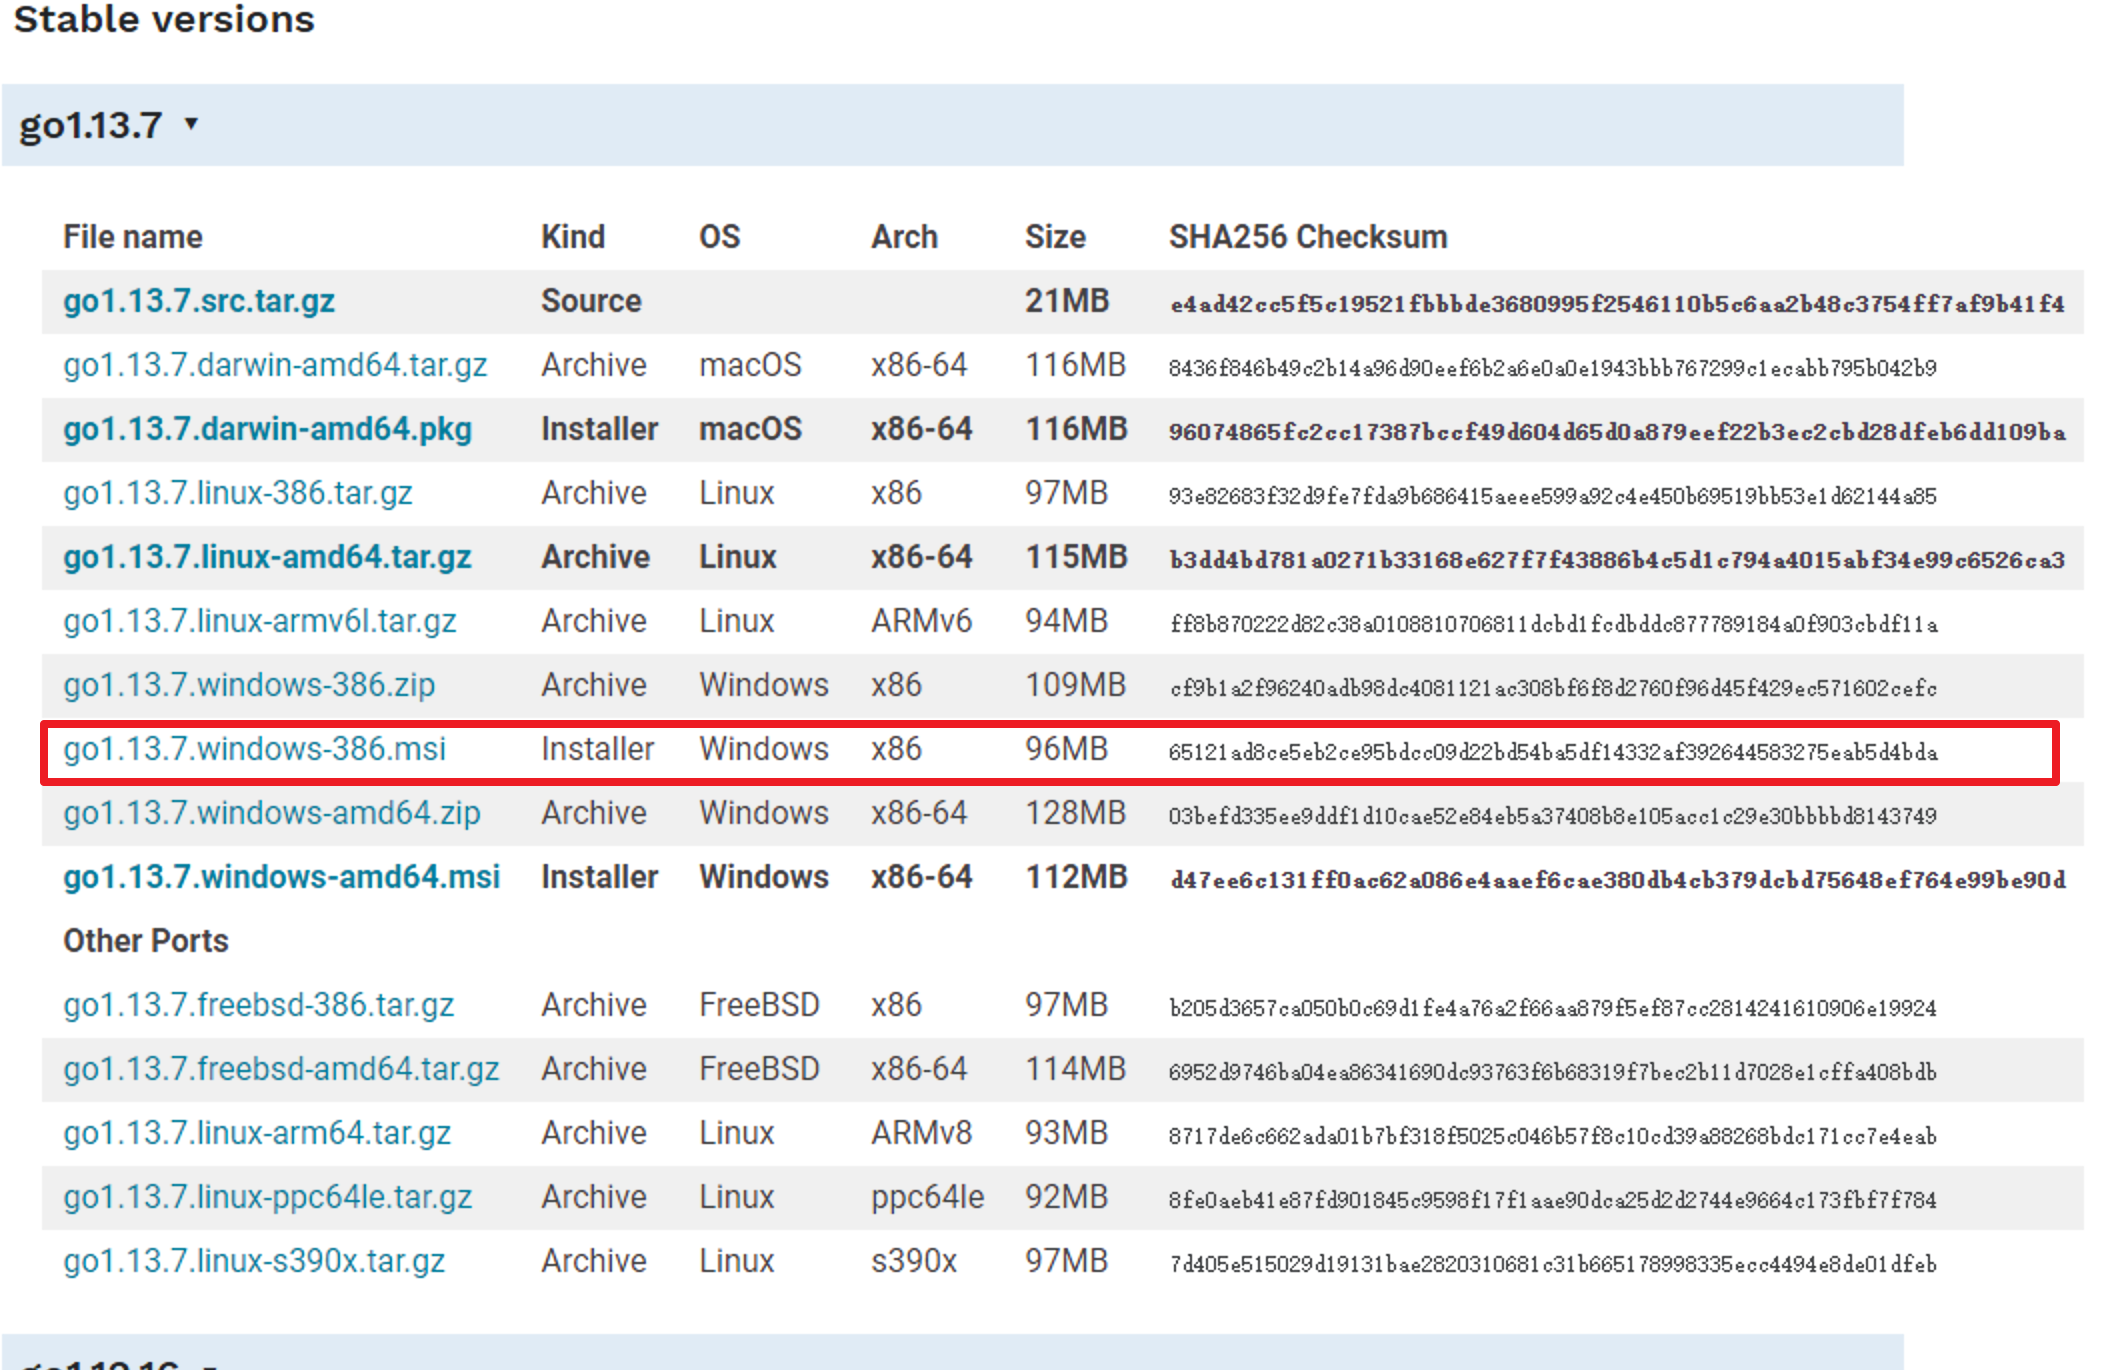 Stable versions
go1.13.7 ▾
File name Kind OS Arch Size SHA256 Checksum
go1.13.7.src.tar.gz Source 21MB e4ad42cc5f5c19521fbbbde3680995f2546110b5c6aa2b48c3754ff7af9b41f4
go1.13.7.darwin-amd64.tar.gz Archive macOS x86-64 116MB 8436f846b49c2b14a96d90eef6b2a6e0a0e1943bbb767299c1ecabb795b042b9
go1.13.7.darwin-amd64.pkg Installer macOS x86-64 116MB 96074865fc2cc17387bccf49d604d65d0a879eef22b3ec2cbd28dfeb6dd109ba
go1.13.7.linux-386.tar.gz Archive Linux x86 97MB 93e82683f32d9fe7fda9b686415aeee599a92c4e450b69519bb53e1d62144a85
go1.13.7.linux-amd64.tar.gz Archive Linux x86-64 115MB b3dd4bd781a0271b33168e627f7f43886b4c5d1c794a4015abf34e99c6526ca3
go1.13.7.linux-armv6l.tar.gz Archive Linux ARMv6 94MB ff8b870222d82c38a0108810706811dcbd1fcdbddc877789184a0f903cbdf11a
go1.13.7.windows-386.zip Archive Windows x86 109MB cf9b1a2f96240adb98dc4081121ac308bf6f8d2760f96d45f429ec571602cefc
go1.13.7.windows-386.msi Installer Windows x86 96MB 65121ad8ce5eb2ce95bdcc09d22bd54ba5df14332af392644583275eab5d4bda
go1.13.7.windows-amd64.zip Archive Windows x86-64 128MB 03befd335ee9ddf1d10cae52e84eb5a37408b8e105acc1c29e30bbbbd8143749
go1.13.7.windows-amd64.msi Installer Windows x86-64 112MB d47ee6c131ff0ac62a086e4aaef6cae380db4cb379dcbd75648ef764e99be90d
Other Ports
go1.13.7.freebsd-386.tar.gz Archive FreeBSD x86 97MB b205d3657ca050b0c69d1fe4a76a2f66aa879f5ef87cc2814241610906e19924
go1.13.7.freebsd-amd64.tar.gz Archive FreeBSD x86-64 114MB 6952d9746ba04ea86341690dc93763f6b68319f7bec2b11d7028e1cffa408bdb
go1.13.7.linux-arm64.tar.gz Archive Linux ARMv8 93MB 8717de6c662ada01b7bf318f5025c046b57f8c10cd39a88268bdc171cc7e4eab
go1.13.7.linux-ppc64le.tar.gz Archive Linux ppc64le 92MB 8fe0aeb41e87fd901845c9598f17f1aae90dca25d2d2744e9664c173fbf7f784
go1.13.7.linux-s390x.tar.gz Archive Linux s390x 97MB 7d405e515029d19131bae2820310681c31b665178998335ecc4494e8de01dfeb